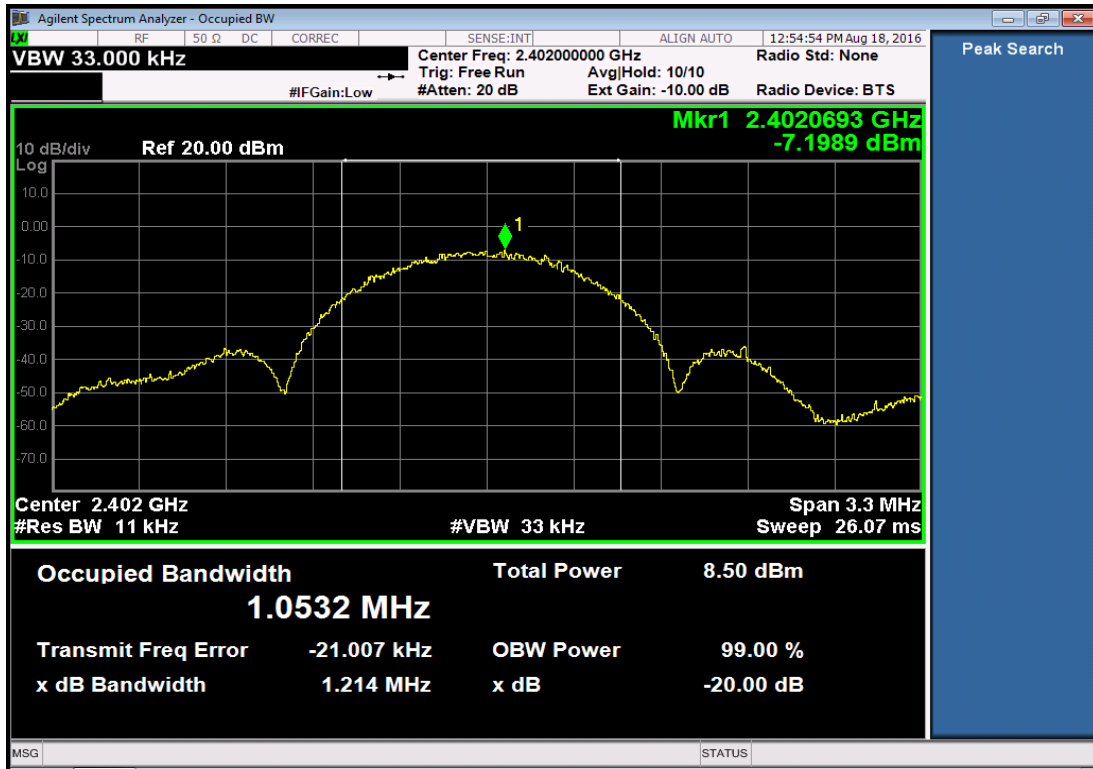 Agilent Spectrum Analyzer - Occupied BW
LXI RF 50 Ω DC CORREC SENSE:INT ALIGN AUTO 12:54:54 PM Aug 18, 2016
VBW 33.000 kHz
Center Freq: 2.402000000 GHz Radio Std: None
Trig: Free Run Avg|Hold: 10/10
#IFGain:Low #Atten: 20 dB Ext Gain: -10.00 dB Radio Device: BTS
Peak Search
Mkr1 2.4020693 GHz
10 dB/div Ref 20.00 dBm -7.1989 dBm
Log
10.0
0.00
1
-10.0
-20.0
-30.0
-40.0
-50.0
-60.0
-70.0
Center 2.402 GHz Span 3.3 MHz
#Res BW 11 kHz #VBW 33 kHz Sweep 26.07 ms
Occupied Bandwidth Total Power 8.50 dBm
1.0532 MHz
Transmit Freq Error -21.007 kHz OBW Power 99.00 %
x dB Bandwidth 1.214 MHz x dB -20.00 dB
MSG STATUS